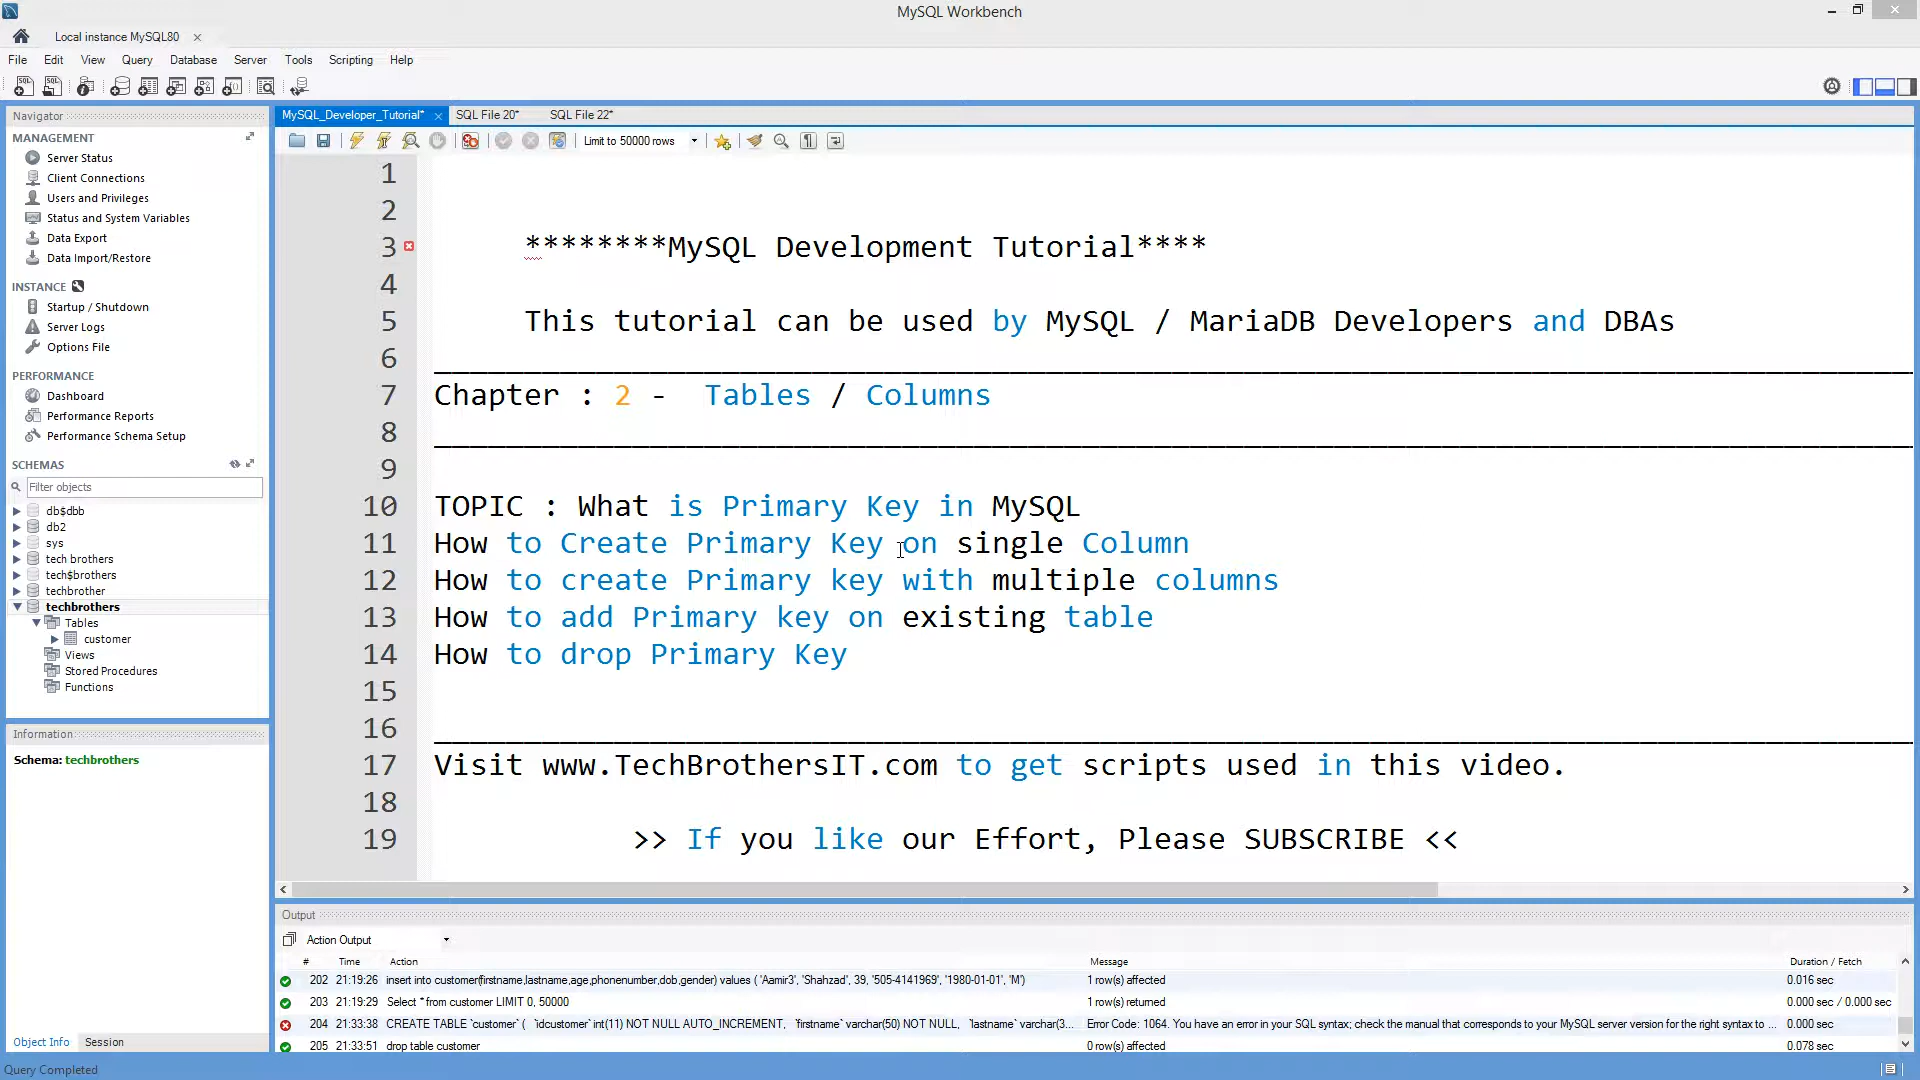 MySQL Workbench
Local instance MySQL80
File Edit View Query Database Server Tools Scripting Help
Navigator
MANAGEMENT
Server Status
Client Connections
Users and Privileges
Status and System Variables
Data Export
Data Import/Restore
INSTANCE
Startup / Shutdown
Server Logs
Options File
PERFORMANCE
Dashboard
Performance Reports
Performance Schema Setup
SCHEMAS
Filter objects
db$dbb
db2
sys
tech brothers
tech$brothers
techbrother
techbrothers
Tables
customer
Views
Stored Procedures
Functions
Information
Schema: techbrothers
Object Info Session
Query Completed
MySQL_Developer_Tutorial* SQL File 20* SQL File 22*
Limit to 50000 rows
1
2
3 ********MySQL Development Tutorial****
4
5 This tutorial can be used by MySQL / MariaDB Developers and DBAs
6
7 Chapter : 2 - Tables / Columns
8
9
10 TOPIC : What is Primary Key in MySQL
11 How to Create Primary Key on single Column
12 How to create Primary key with multiple columns
13 How to add Primary key on existing table
14 How to drop Primary Key
15
16
17 Visit www.TechBrothersIT.com to get scripts used in this video.
18
19 >> If you like our Effort, Please SUBSCRIBE <<
Output
Action Output
# Time Action Message Duration / Fetch
202 21:19:26 insert into customer(firstname,lastname,age,phonenumber,dob,gender) values ( 'Aamir3', 'Shahzad', 39, '505-4141969', '1980-01-01', 'M') 1 row(s) affected 0.016 sec
203 21:19:29 Select * from customer LIMIT 0, 50000 1 row(s) returned 0.000 sec / 0.000 sec
204 21:33:38 CREATE TABLE `customer` ( `idcustomer` int(11) NOT NULL AUTO_INCREMENT, `firstname` varchar(50) NOT NULL, `lastname` varchar(3... Error Code: 1064. You have an error in your SQL syntax; check the manual that corresponds to your MySQL server version for the right syntax to ... 0.000 sec
205 21:33:51 drop table customer 0 row(s) affected 0.078 sec